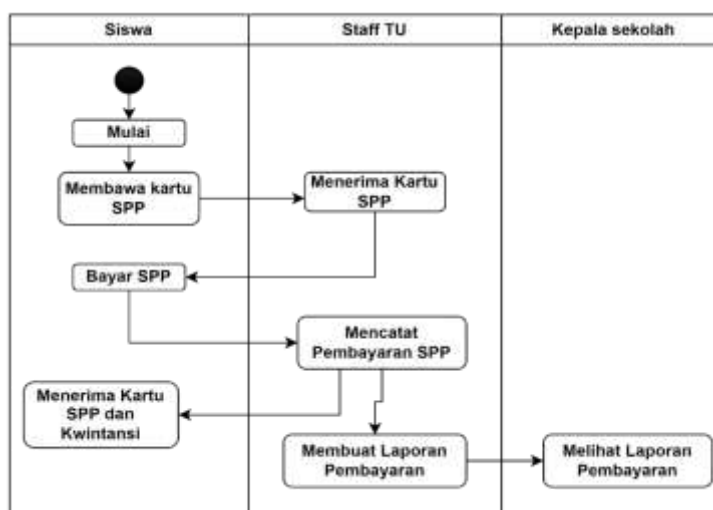 Siswa
Staff TU
Kepala sekolah
Mulai
Membawa kartu
SPP
Menerima Kartu
SPP
Bayar SPP
Mencatat
Pembayaran SPP
Menerima Kartu
SPP dan
Kwintansi
Membuat Laporan
Pembayaran
Melihat Laporan
Pembayaran